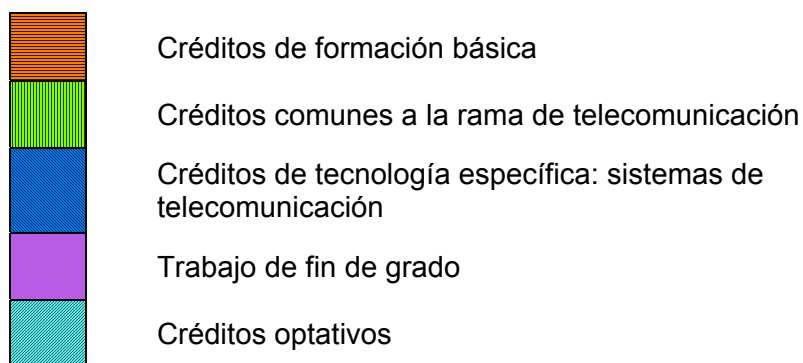 Créditos de formación básica
Créditos comunes a la rama de telecomunicación
Créditos de tecnología específica: sistemas de
telecomunicación
Trabajo de fin de grado
Créditos optativos